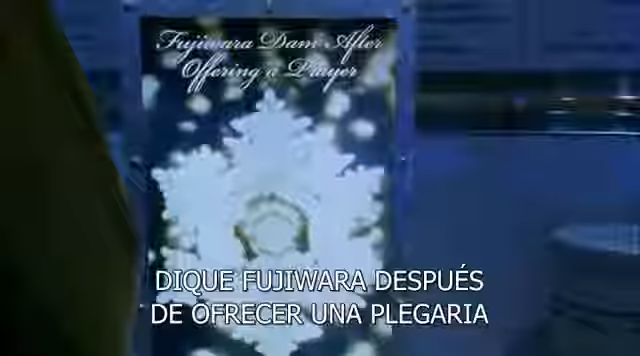 Fujiwara Dam After
Offering a Prayer
DIQUE FUJIWARA DESPUÉS
DE OFRECER UNA PLEGARIA